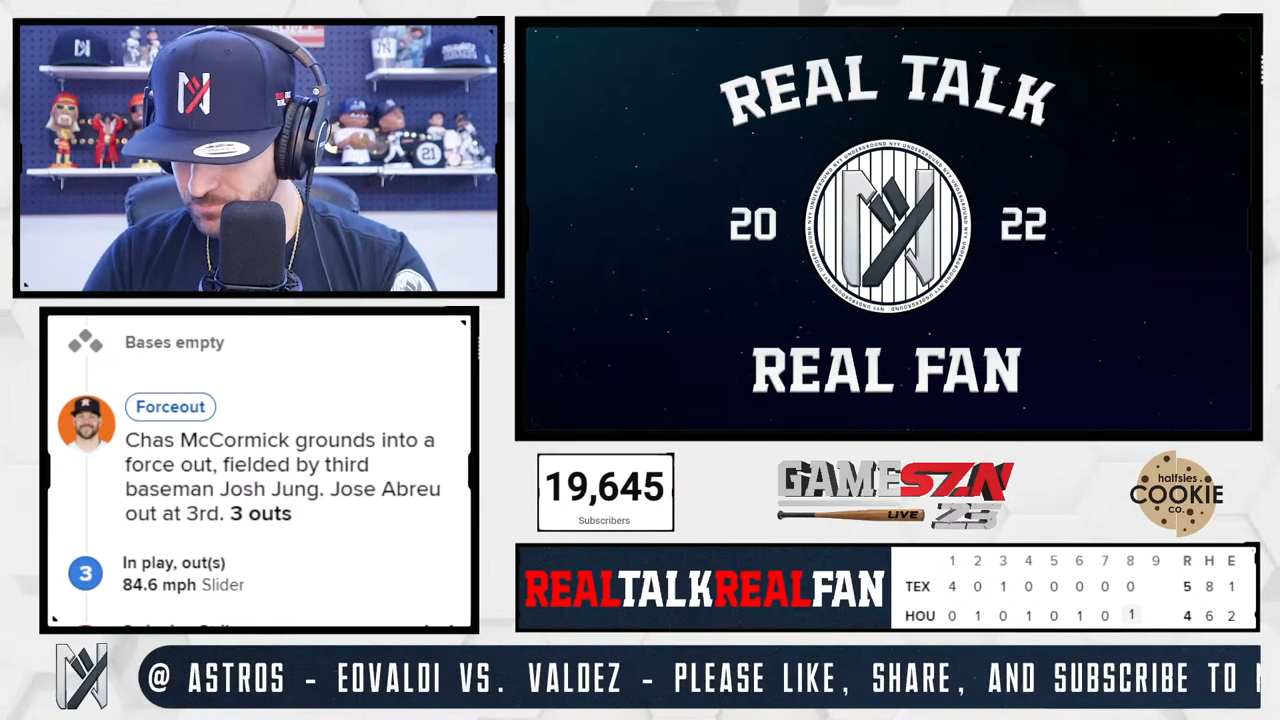 REAL TALK
20
22
NYY UNDERGROUND
REAL FAN
21
Bases empty
Forceout
Chas McCormick grounds into a
force out, fielded by third
baseman Josh Jung. Jose Abreu
out at 3rd. 3 outs
3
In play, out(s)
84.6 mph Slider
19,645
Subscribers
GAMESZN
LIVE 23
halfsies
COOKIE
co.
REALTALKREALFAN
1 2 3 4 5 6 7 8 9 R H E
TEX 4 0 1 0 0 0 0 0 5 8 1
HOU 0 1 0 1 0 1 0 1 4 6 2
@ ASTROS - EOVALDI VS. VALDEZ - PLEASE LIKE, SHARE, AND SUBSCRIBE TO